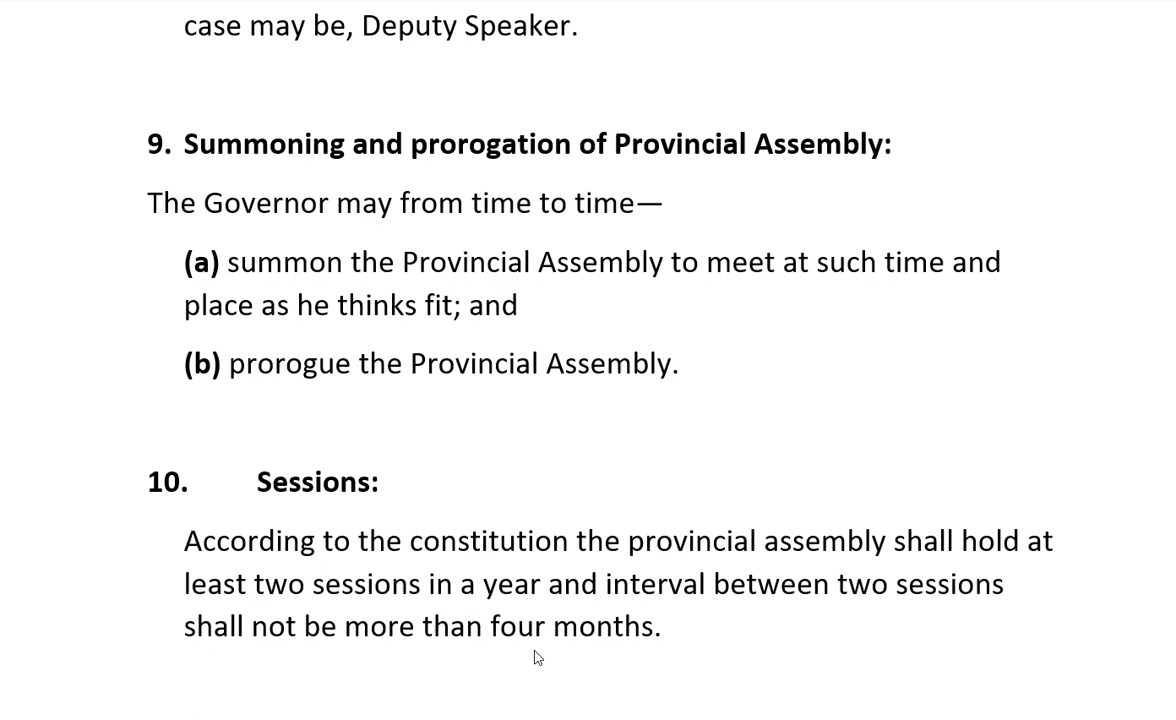 case may be, Deputy Speaker.
9. Summoning and prorogation of Provincial Assembly:
The Governor may from time to time—
(a) summon the Provincial Assembly to meet at such time and
place as he thinks fit; and
(b) prorogue the Provincial Assembly.
10. Sessions:
According to the constitution the provincial assembly shall hold at
least two sessions in a year and interval between two sessions
shall not be more than four months.